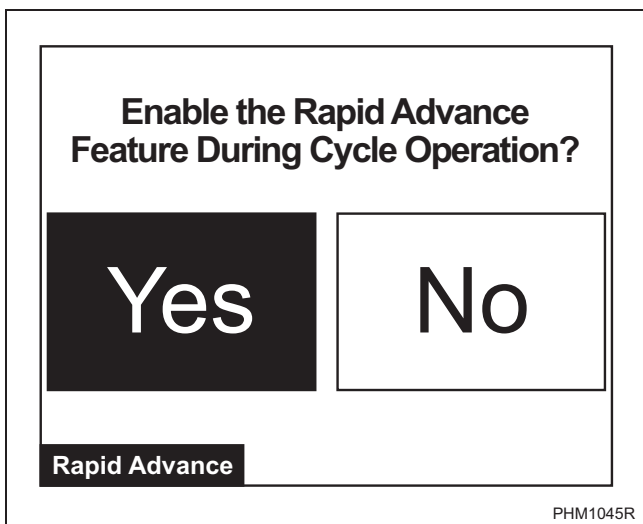 Enable the Rapid Advance
Feature During Cycle Operation?
Yes
No
Rapid Advance
PHM1045R